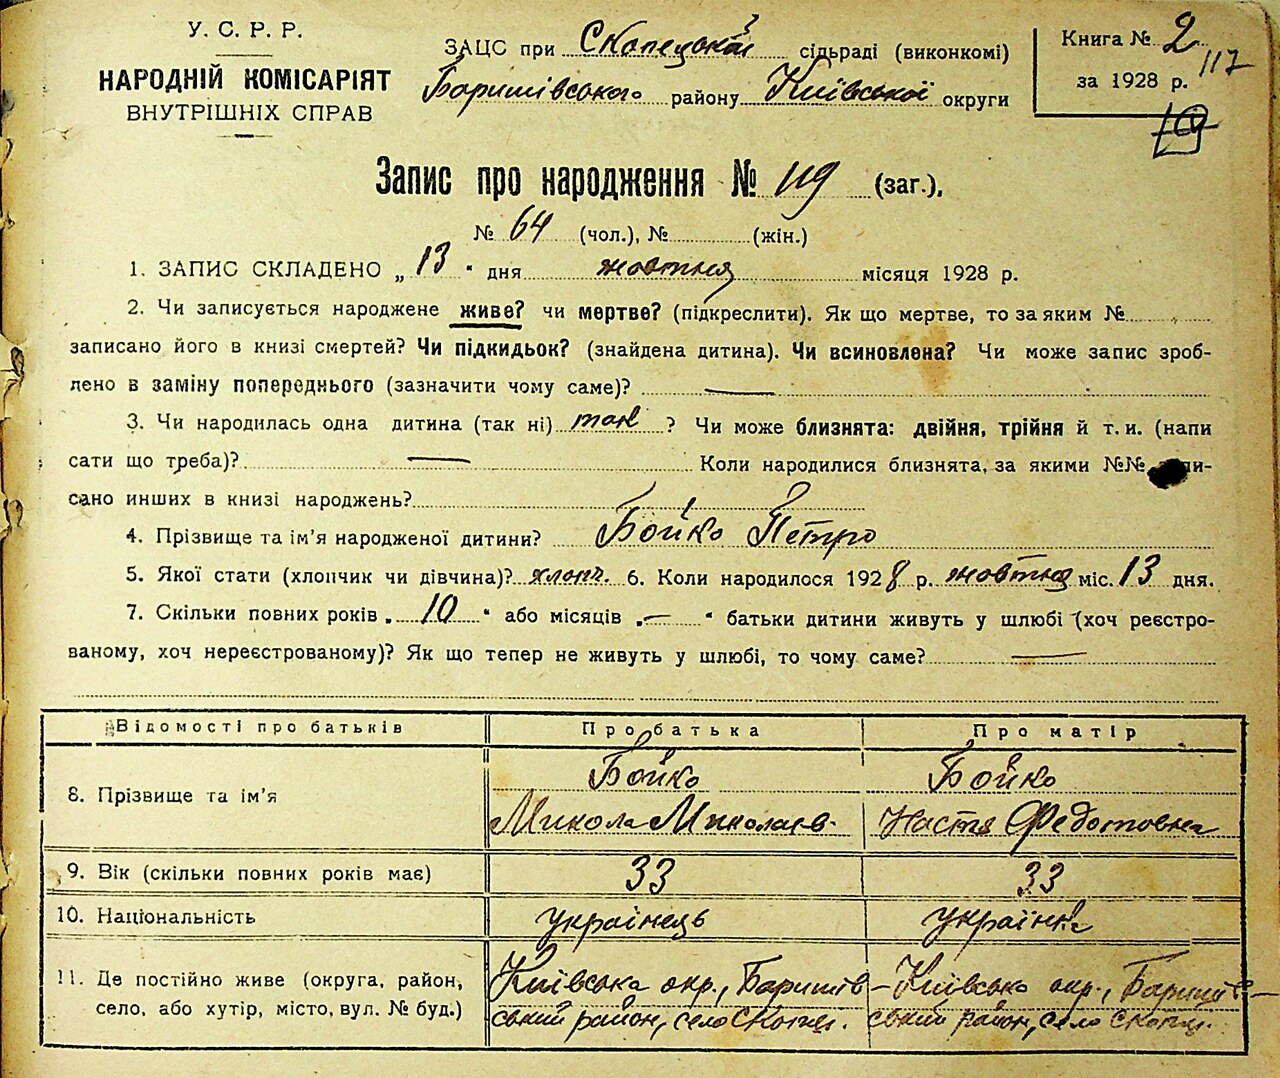 У. С. Р. Р.
НАРОДНІЙ КОМІСАРІЯТ
ВНУТРІШНІХ СПРАВ
ЗАЦС при Скопецькій сільраді (виконкомі)
Баришівського району Київської округи
Книга № 2
за 1928 р.
117
19
Запис про народження № 119 (заг.),
№ 64 (чол.), № (жін.)
1. ЗАПИС СКЛАДЕНО „ 13 " дня жовтня місяця 1928 р.
2. Чи записується народжене живе? чи мертве? (підкреслити). Як що мертве, то за яким №
записано його в книзі смертей? Чи підкидьок? (знайдена дитина). Чи всиновлена? Чи може запис зроб-
лено в заміну попереднього (зазначити чому саме)? —
3. Чи народилась одна дитина (так ні) так ? Чи може близнята: двійня, трійня й т. и. (напи
сати що треба)? — Коли народилися близнята, за якими №№ пи-
сано инших в книзі народжень?
4. Прізвище та ім'я народженої дитини? Бойко Петро
5. Якої стати (хлопчик чи дівчина)? хлопч. 6. Коли народилося 1928 р. жовтня міс. 13 дня.
7. Скільки повних років „ 10 " або місяців „ — " батьки дитини живуть у шлюбі (хоч реєстро-
ваному, хоч нереєстрованому)? Як що тепер не живуть у шлюбі, то чому саме? —
Відомості про батьків Про батька Про матір
8. Прізвище та ім'я Бойко Бойко
Микола Миколаєв. Настя Федотовна
9. Вік (скільки повних років має) 33 33
10. Національність українець українка
11. Де постійно живе (округа, район, Київська окр., Баришів- Київська окр., Баришів-
село, або хутір, місто, вул. № буд.) ський район, село Скопці. ський район, село Скопці.